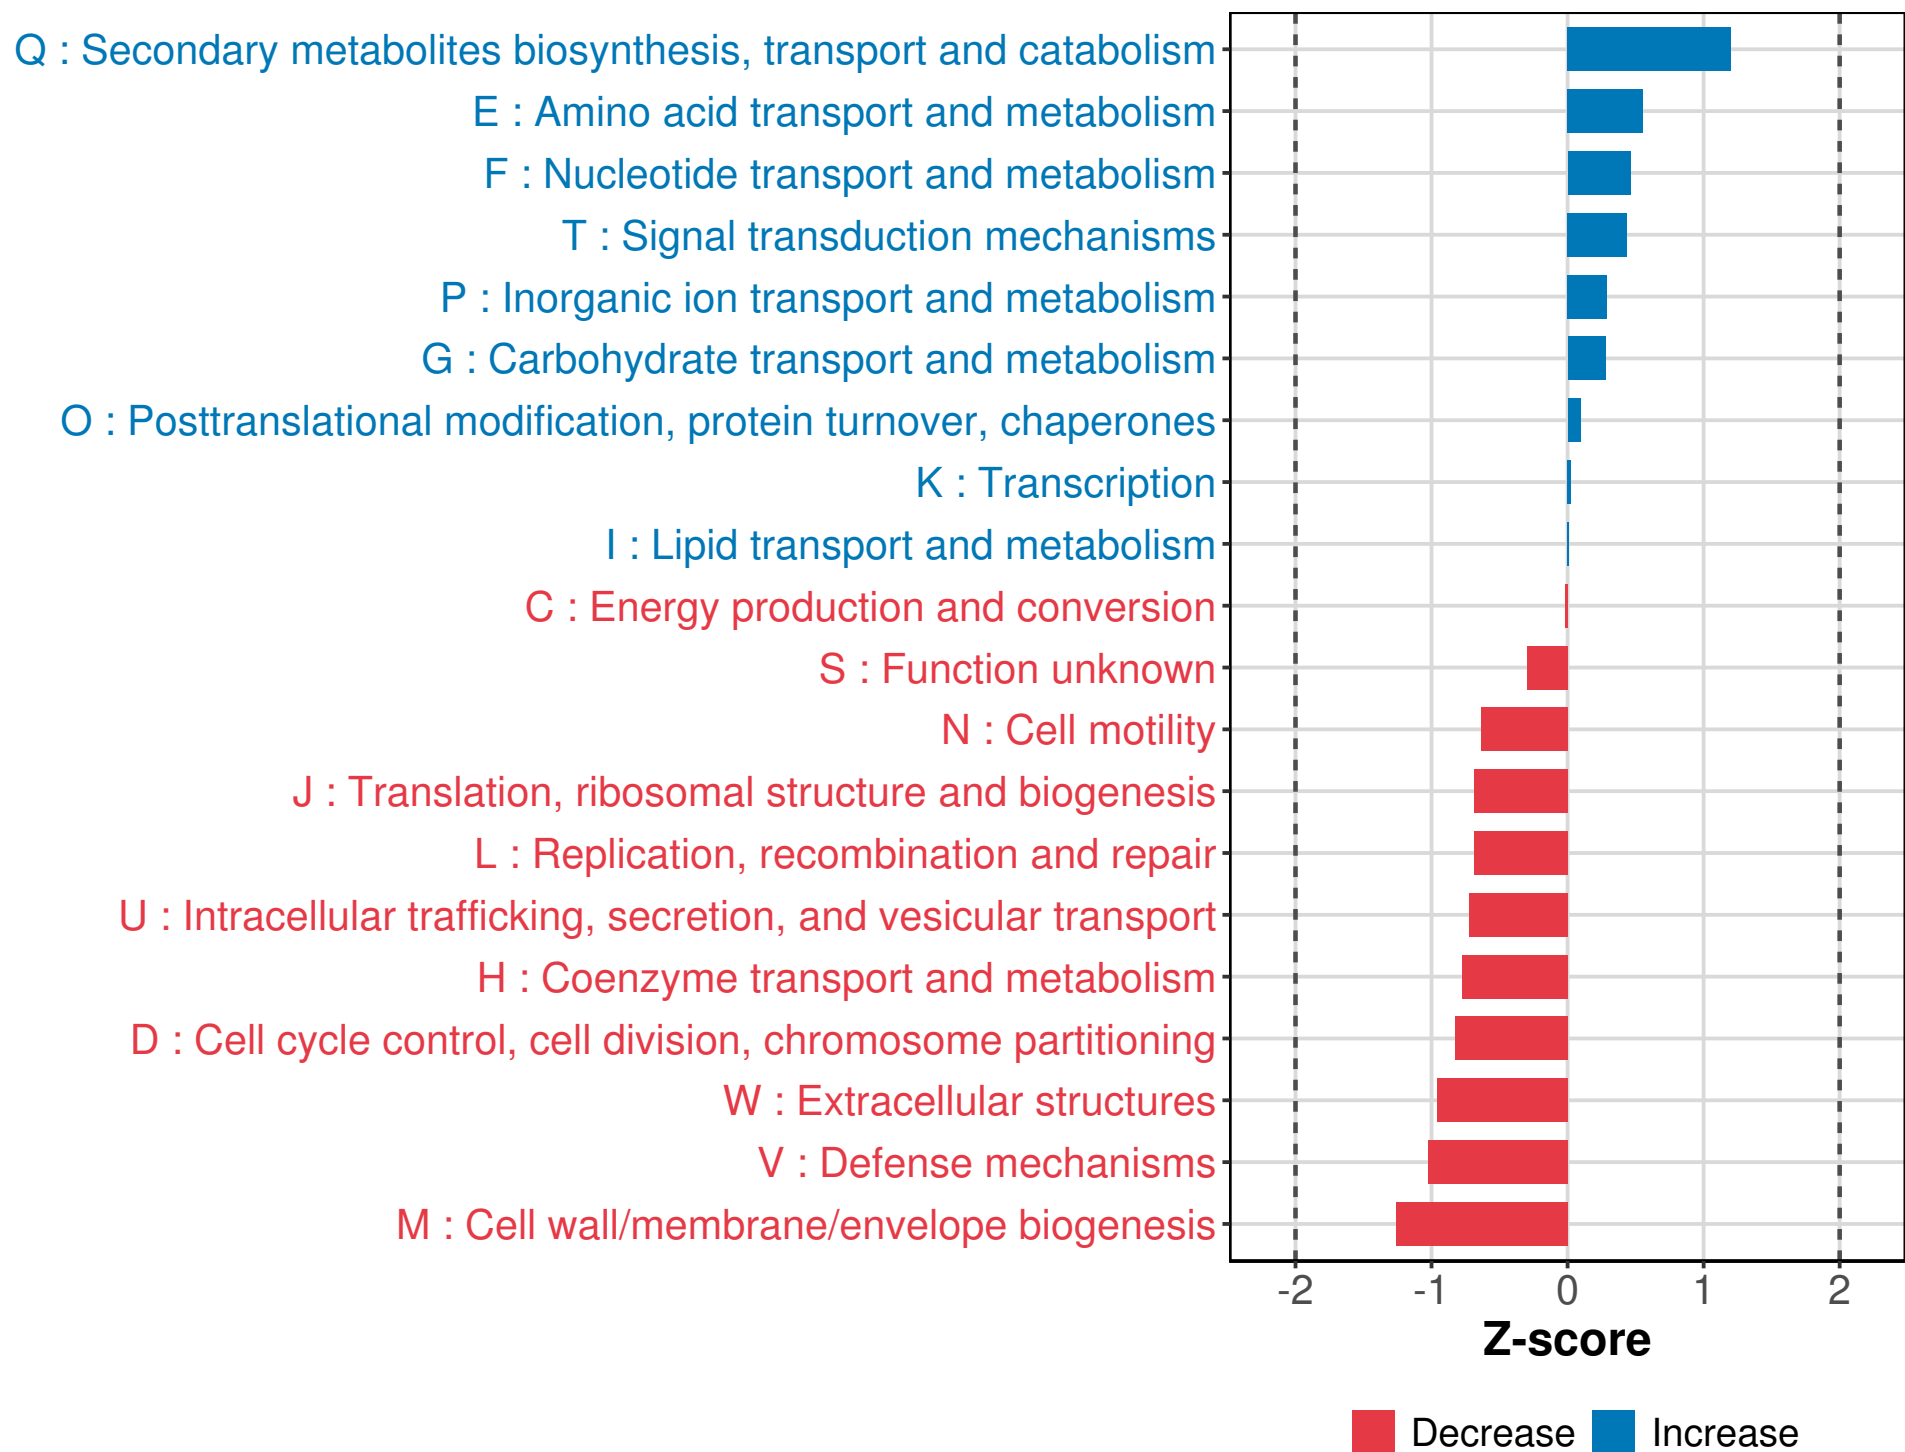 Q : Secondary metabolites biosynthesis, transport and catabolism
E : Amino acid transport and metabolism
F : Nucleotide transport and metabolism
T : Signal transduction mechanisms
P : Inorganic ion transport and metabolism
G : Carbohydrate transport and metabolism
O : Posttranslational modification, protein turnover, chaperones
K : Transcription
I : Lipid transport and metabolism
C : Energy production and conversion
S : Function unknown
N : Cell motility
J : Translation, ribosomal structure and biogenesis
L : Replication, recombination and repair
U : Intracellular trafficking, secretion, and vesicular transport
H : Coenzyme transport and metabolism
D : Cell cycle control, cell division, chromosome partitioning
W : Extracellular structures
V : Defense mechanisms
M : Cell wall/membrane/envelope biogenesis
-2 -1 0 1 2
Z-score
Decrease Increase